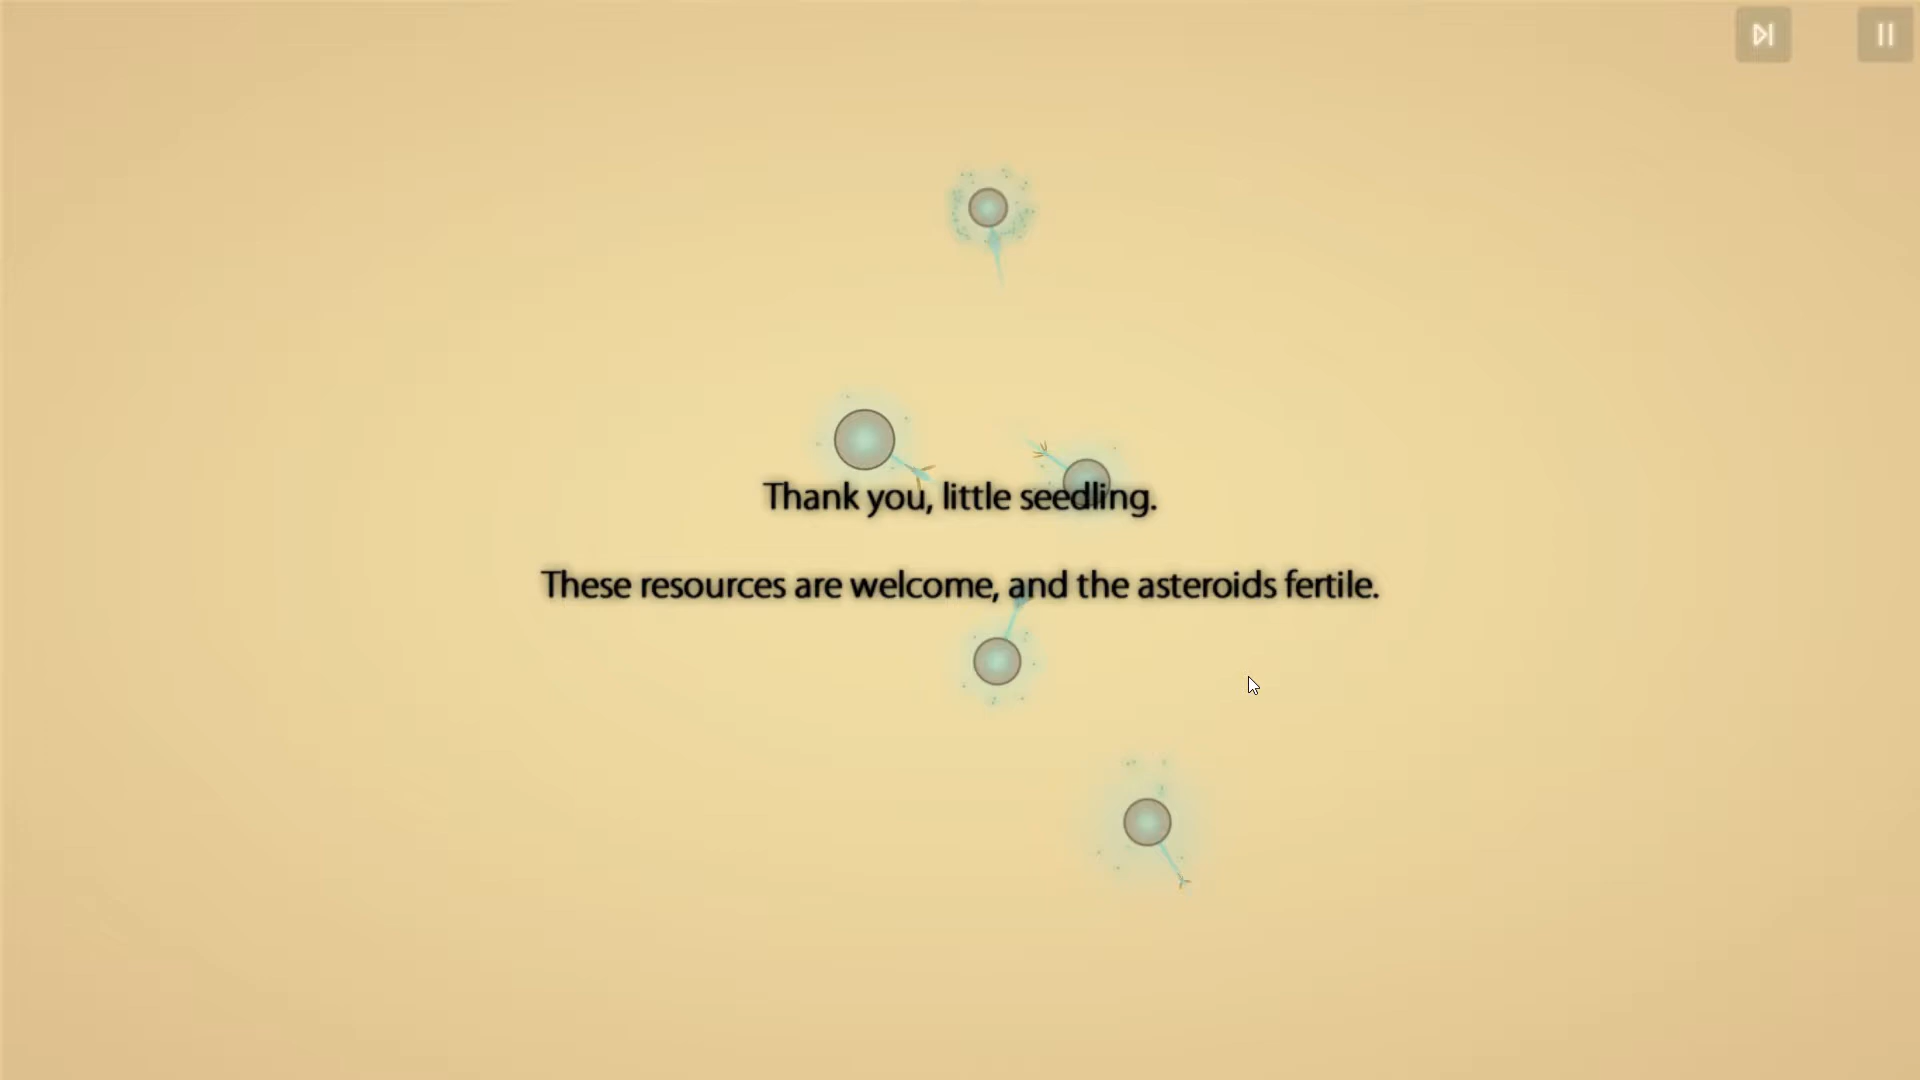 Thank you, little seedling.
These resources are welcome, and the asteroids fertile.